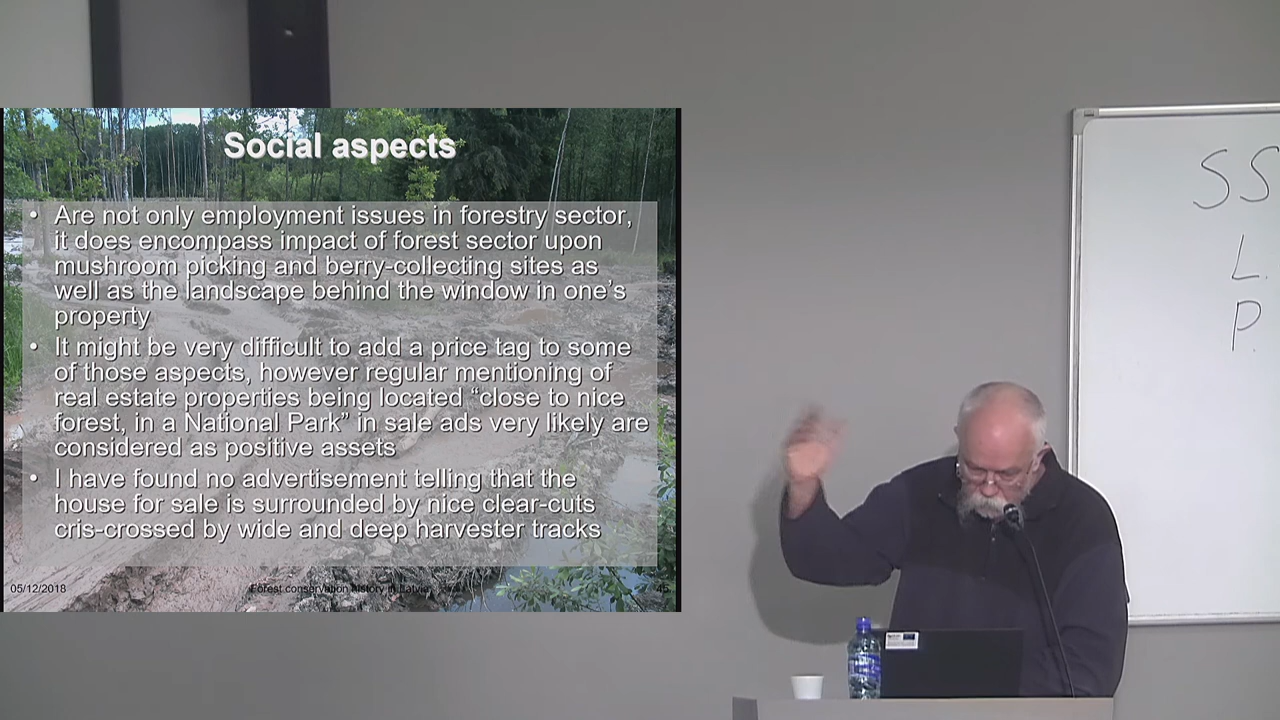 Social aspects
• Are not only employment issues in forestry sector,
it does encompass impact of forest sector upon
mushroom picking and berry-collecting sites as
well as the landscape behind the window in one’s
property
• It might be very difficult to add a price tag to some
of those aspects, however regular mentioning of
real estate properties being located “close to nice
forest, in a National Park” in sale ads very likely are
considered as positive assets
• I have found no advertisement telling that the
house for sale is surrounded by nice clear-cuts
cris-crossed by wide and deep harvester tracks
05/12/2018
Forest conservation history in Latvia
SS
L.
P.